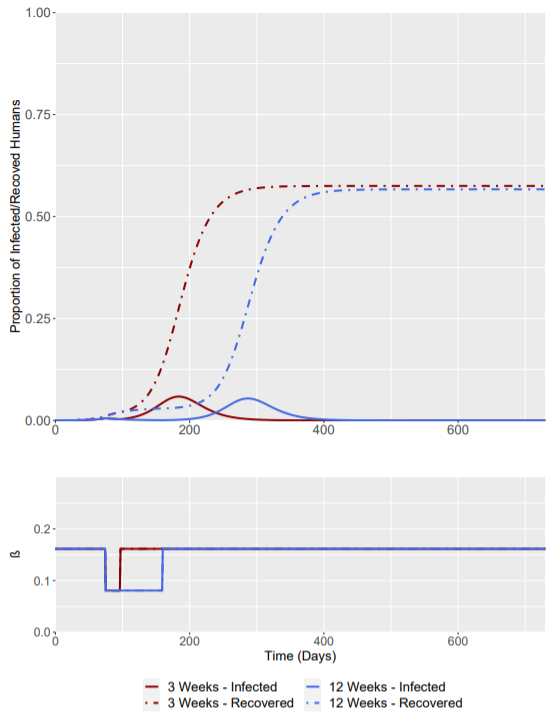 1.00
0.75
0.50
0.25
0.00
Proportion of Infected/Recoved Humans
0 200 400 600
0.2
0.1
0.0
ß
0 200 400 600
Time (Days)
3 Weeks - Infected 12 Weeks - Infected
3 Weeks - Recovered 12 Weeks - Recovered